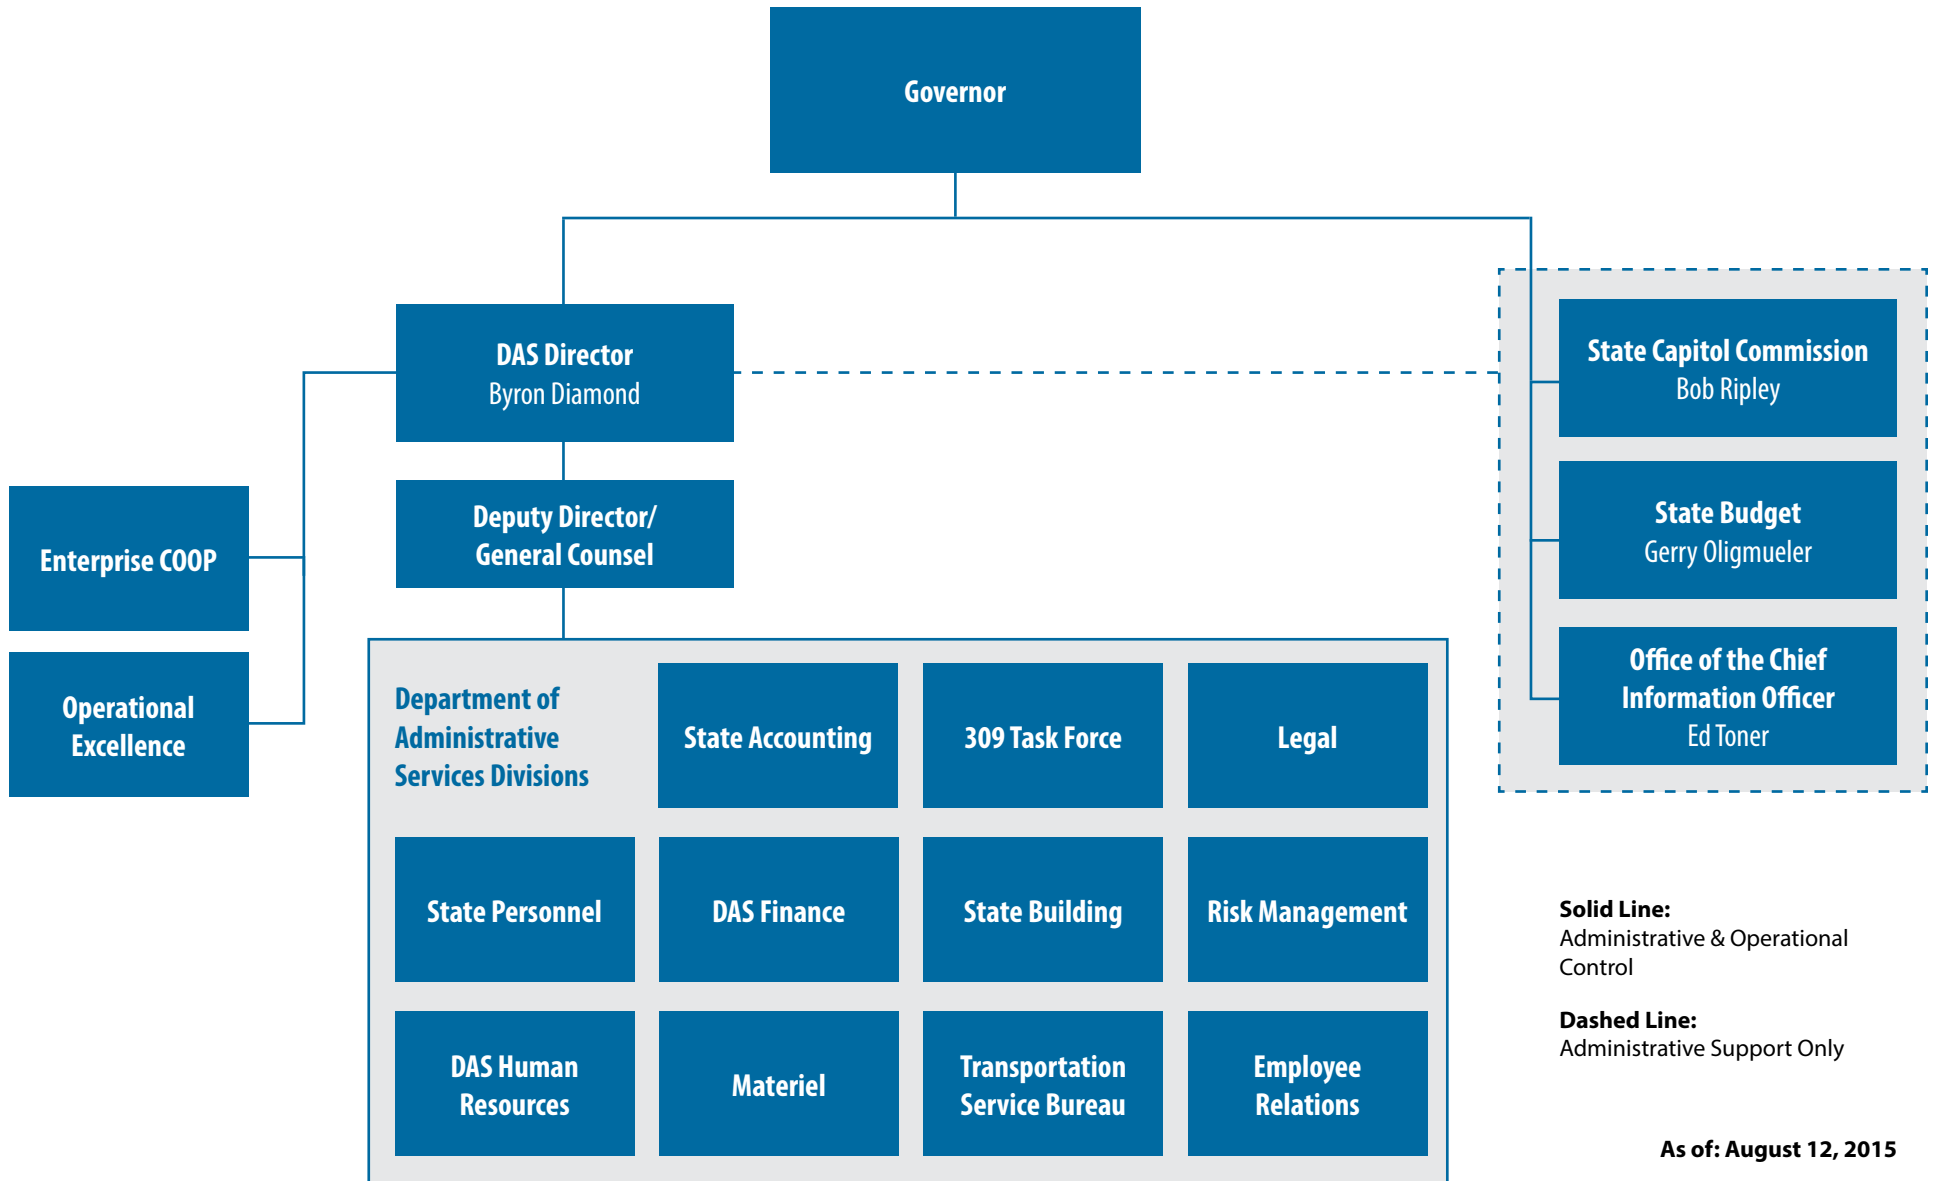 Governor
DAS Director
Byron Diamond
State Capitol Commission
Bob Ripley
Deputy Director/
General Counsel
State Budget
Gerry Oligmueler
Enterprise COOP
Operational
Excellence
Office of the Chief
Information Officer
Ed Toner
Department of
Administrative
Services Divisions
State Accounting
309 Task Force
Legal
State Personnel
DAS Finance
State Building
Risk Management
DAS Human
Resources
Materiel
Transportation
Service Bureau
Employee
Relations
Solid Line:
Administrative & Operational
Control
Dashed Line:
Administrative Support Only
As of: August 12, 2015